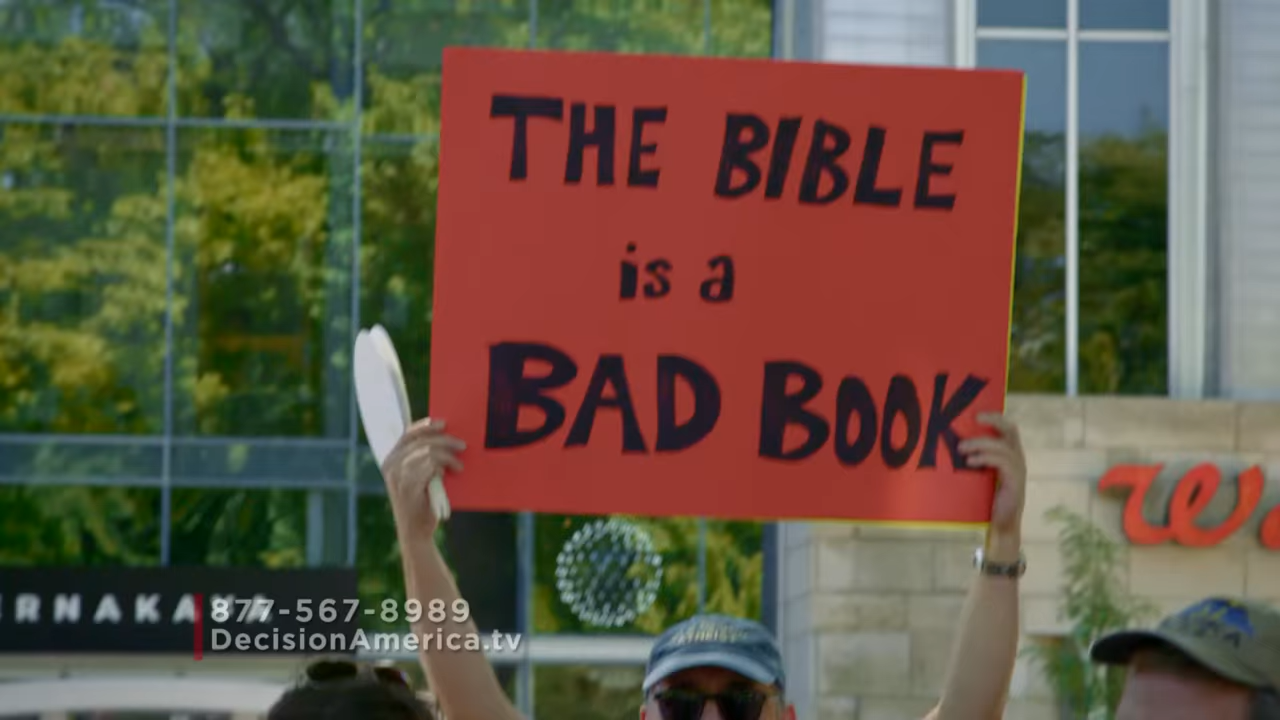 THE BIBLE
is a
BAD BOOK
877-567-8989
DecisionAmerica.tv